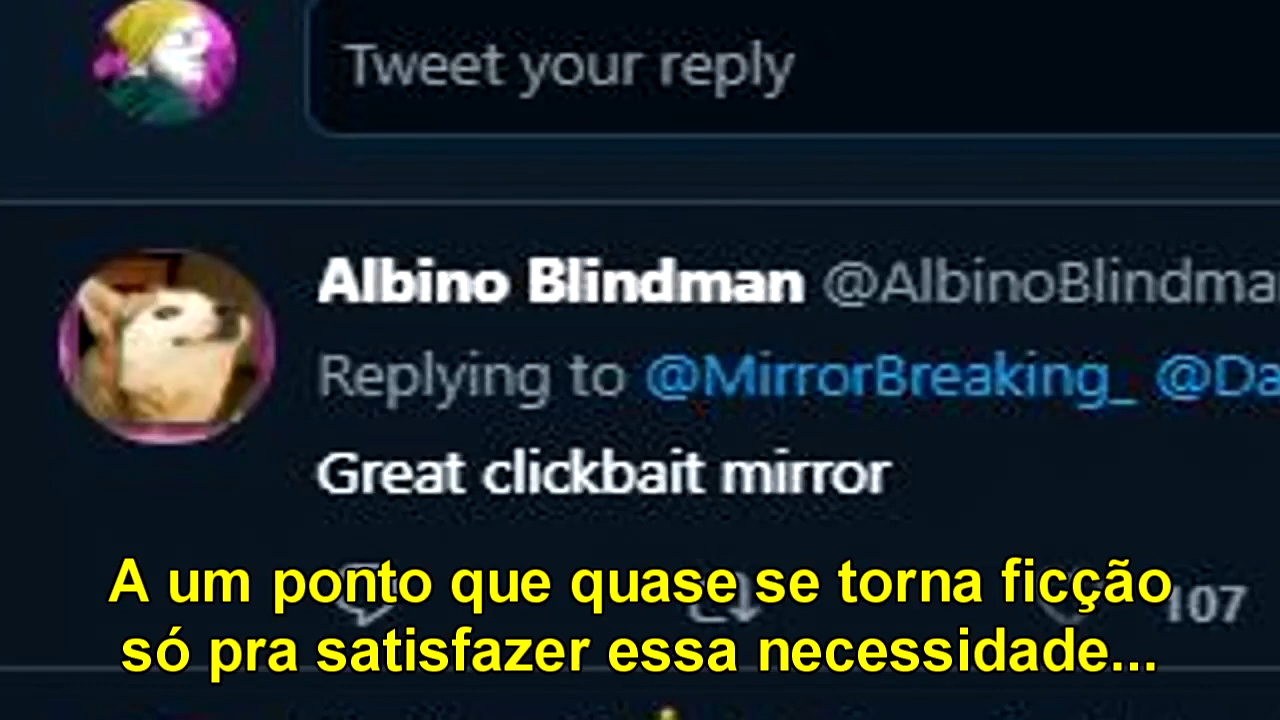 Tweet your reply
Albino Blindman @AlbinoBlindma
Replying to @MirrorBreaking_ @Da
Great clickbait mirror
107
A um ponto que quase se torna ficção
só pra satisfazer essa necessidade...